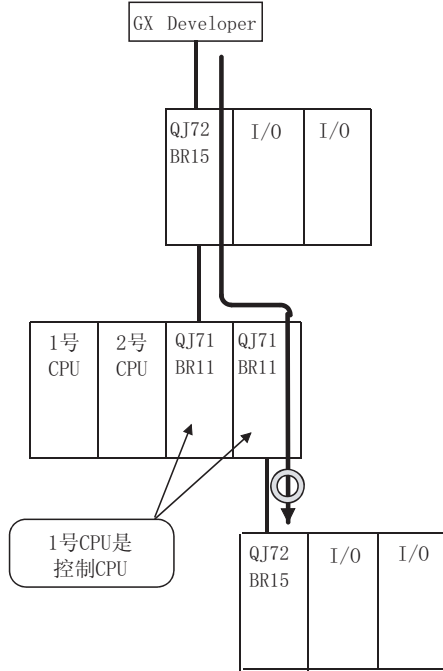 GX Developer
QJ72
BR15
I/O
I/O
1号
CPU
2号
CPU
QJ71
BR11
QJ71
BR11
1号CPU是
控制CPU
QJ72
BR15
I/O
I/O